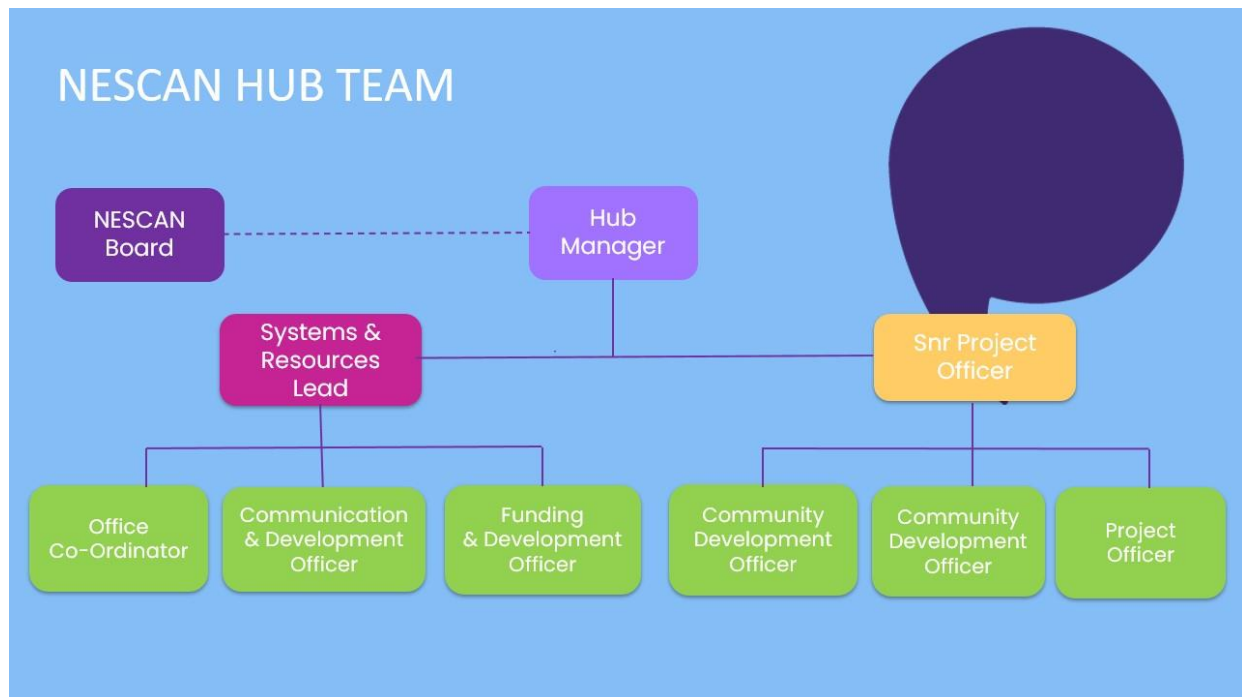 NESCAN HUB TEAM
NESCAN
Board
Hub
Manager
Systems &
Resources
Lead
Snr Project
Officer
Office
Co-Ordinator
Communication
& Development
Officer
Funding
& Development
Officer
Community
Development
Officer
Community
Development
Officer
Project
Officer